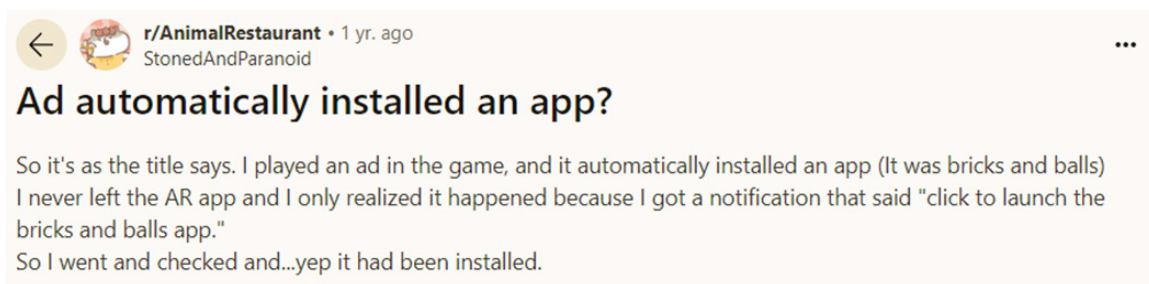 r/AnimalRestaurant • 1 yr. ago
StonedAndParanoid
Ad automatically installed an app?
So it's as the title says. I played an ad in the game, and it automatically installed an app (It was bricks and balls)
I never left the AR app and I only realized it happened because I got a notification that said "click to launch the
bricks and balls app."
So I went and checked and...yep it had been installed.